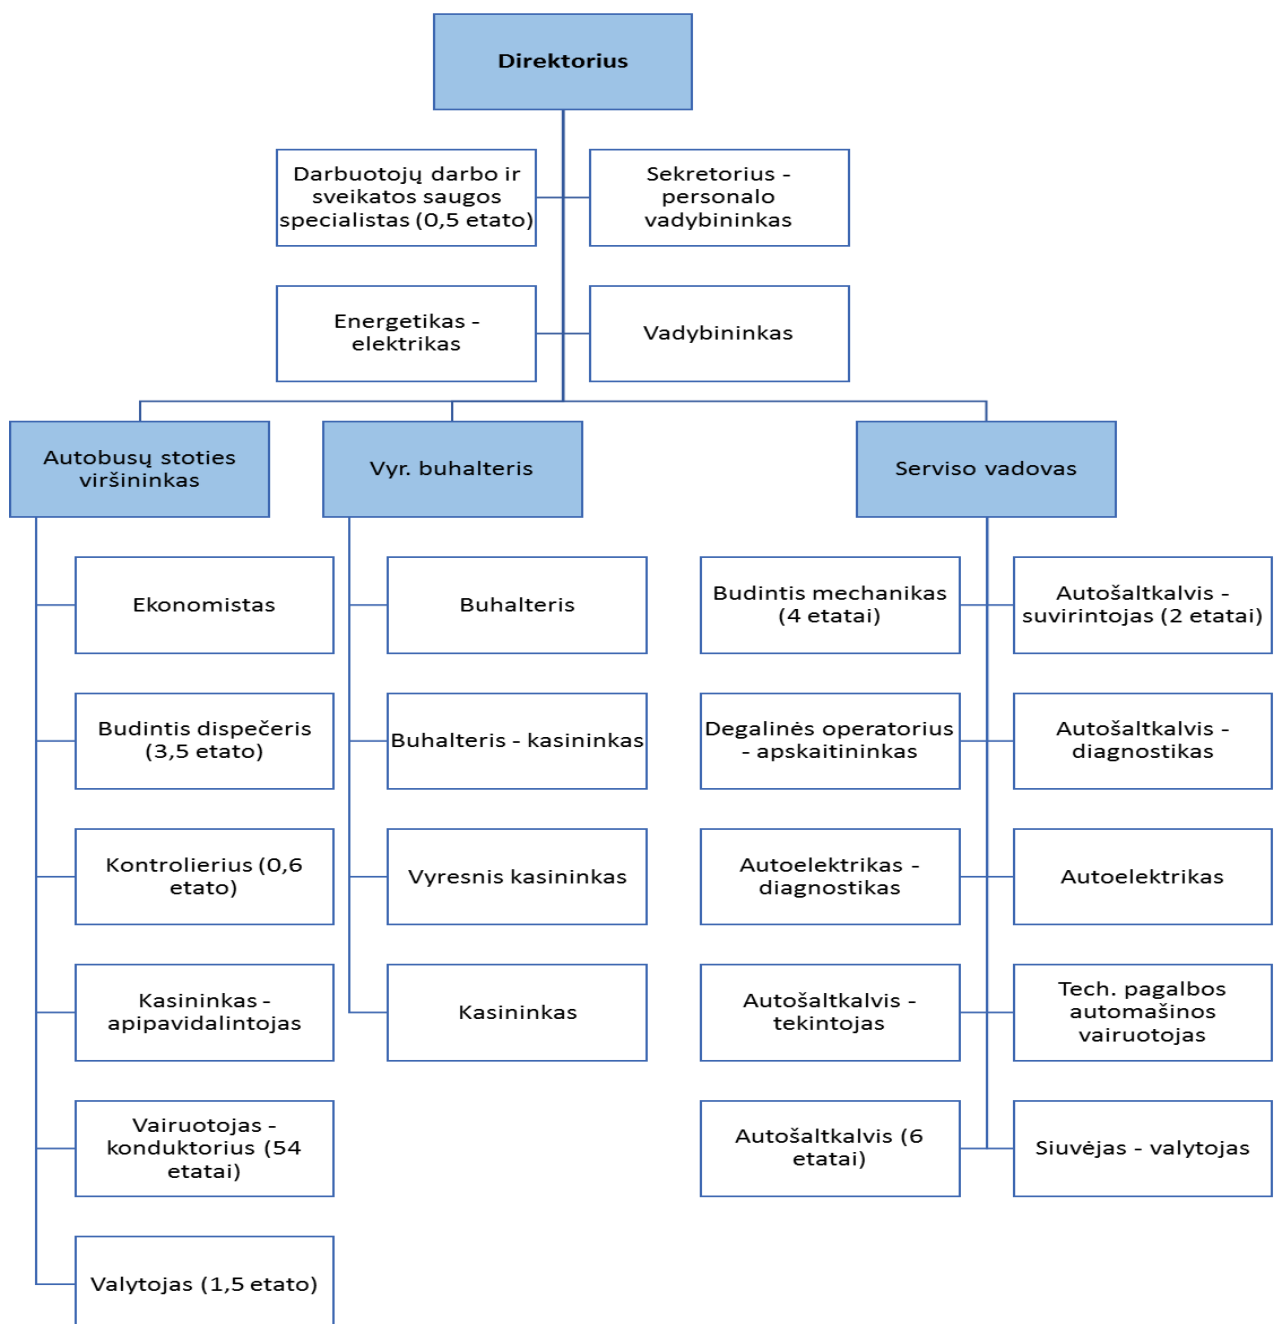 Direktorius
Darbuotojų darbo ir
sveikatos saugos
specialistas (0,5 etato)
Sekretorius -
personalo
vadybininkas
Energetikas -
elektrikas
Vadybininkas
Autobusų stoties
viršininkas
Vyr. buhalteris
Serviso vadovas
Ekonomistas
Budintis dispečeris
(3,5 etato)
Kontrolierius (0,6
etato)
Kasininkas -
apipavidalintojas
Vairuotojas -
konduktorius (54
etatai)
Valytojas (1,5 etato)
Buhalteris
Buhalteris - kasininkas
Vyresnis kasininkas
Kasininkas
Budintis mechanikas
(4 etatai)
Autošaltkalvis -
suvirintojas (2 etatai)
Degalinės operatorius
- apskaitininkas
Autošaltkalvis -
diagnostikas
Autoelektrikas -
diagnostikas
Autoelektrikas
Autošaltkalvis -
tekintojas
Tech. pagalbos
automašinos
vairuotojas
Autošaltkalvis (6
etatai)
Siuvėjas - valytojas